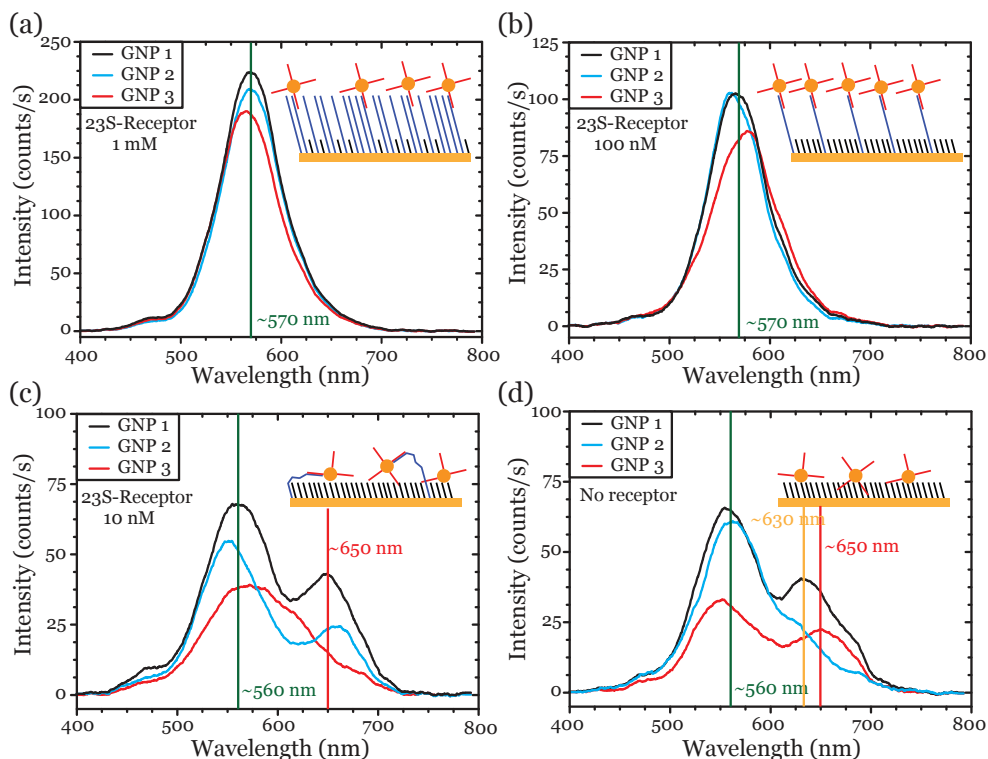 (a)
250
200
150
100
50
0
Intensity (counts/s)
GNP 1
GNP 2
GNP 3
23S-Receptor
1 mM
~570 nm
400 500 600 700 800
Wavelength (nm)
(b)
125
100
75
50
25
0
Intensity (counts/s)
GNP 1
GNP 2
GNP 3
23S-Receptor
100 nM
~570 nm
400 500 600 700 800
Wavelength (nm)
(c)
100
75
50
25
0
Intensity (counts/s)
GNP 1
GNP 2
GNP 3
23S-Receptor
10 nM
~650 nm
~560 nm
400 500 600 700 800
Wavelength (nm)
(d)
100
75
50
25
0
Intensity (counts/s)
GNP 1
GNP 2
GNP 3
No receptor
~630 nm
~650 nm
~560 nm
400 500 600 700 800
Wavelength (nm)